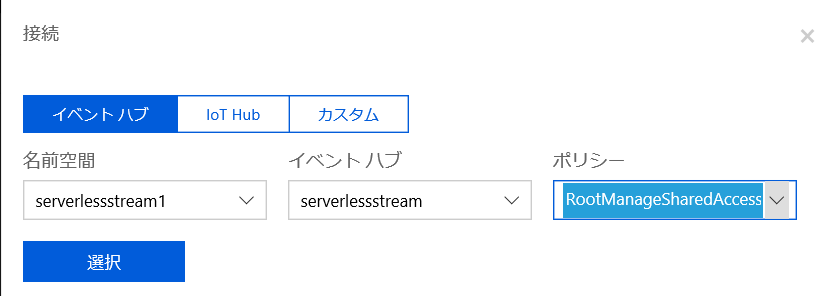 接続
イベント ハブ IoT Hub カスタム
名前空間 イベント ハブ ポリシー
serverlessstream1 serverlessstream RootManageSharedAccess
選択